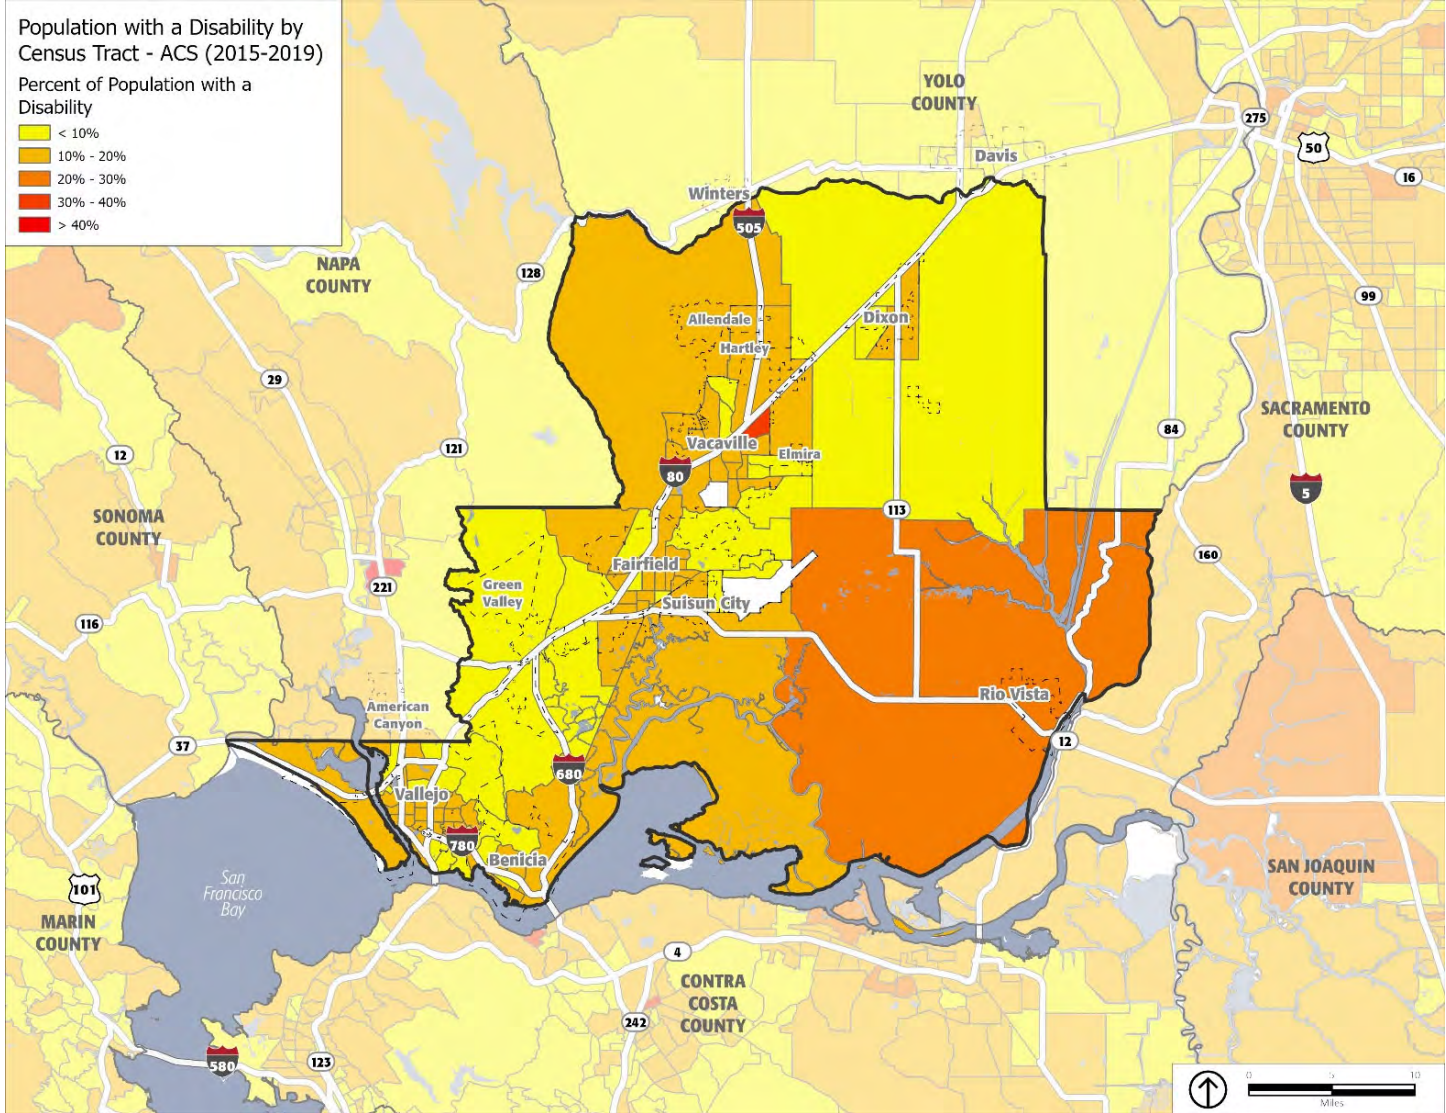 Population with a Disability by
Census Tract - ACS (2015-2019)
Percent of Population with a
Disability
< 10%
10% - 20%
20% - 30%
30% - 40%
> 40%
YOLO
COUNTY
275
50
Davis
16
Winters
505
NAPA
COUNTY
128
99
Allendale
Dixon
Hartley
29
SACRAMENTO
COUNTY
121
84
12
Vacaville
Elmira
80
5
SONOMA
COUNTY
113
160
Fairfield
221
Green
Valley
Suisun City
116
Rio Vista
American
Canyon
37
12
680
Vallejo
780
Benicia
San
Francisco
Bay
101
SAN JOAQUIN
COUNTY
MARIN
COUNTY
4
CONTRA
COSTA
COUNTY
242
580
123
0 5 10
Miles